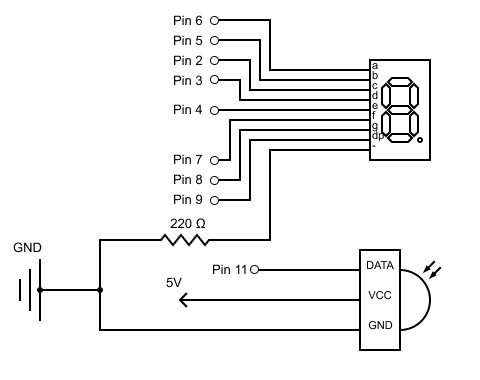 Pin 6
Pin 5
Pin 2
Pin 3
Pin 4
Pin 7
Pin 8
Pin 9
a
b
c
d
e
f
g
dp
-
220 Ω
GND
Pin 11
5V
DATA
VCC
GND